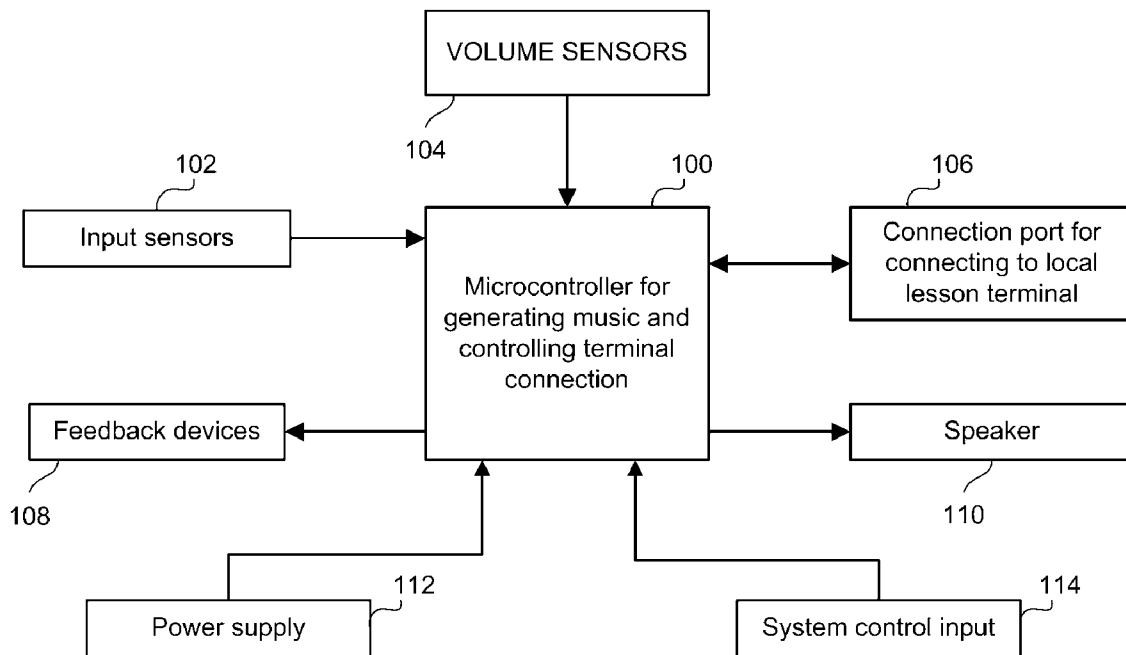 VOLUME SENSORS
104
102
100
106
Input sensors
Microcontroller for
generating music and
controlling terminal
connection
Connection port for
connecting to local
lesson terminal
Feedback devices
108
Speaker
110
112
Power supply
114
System control input